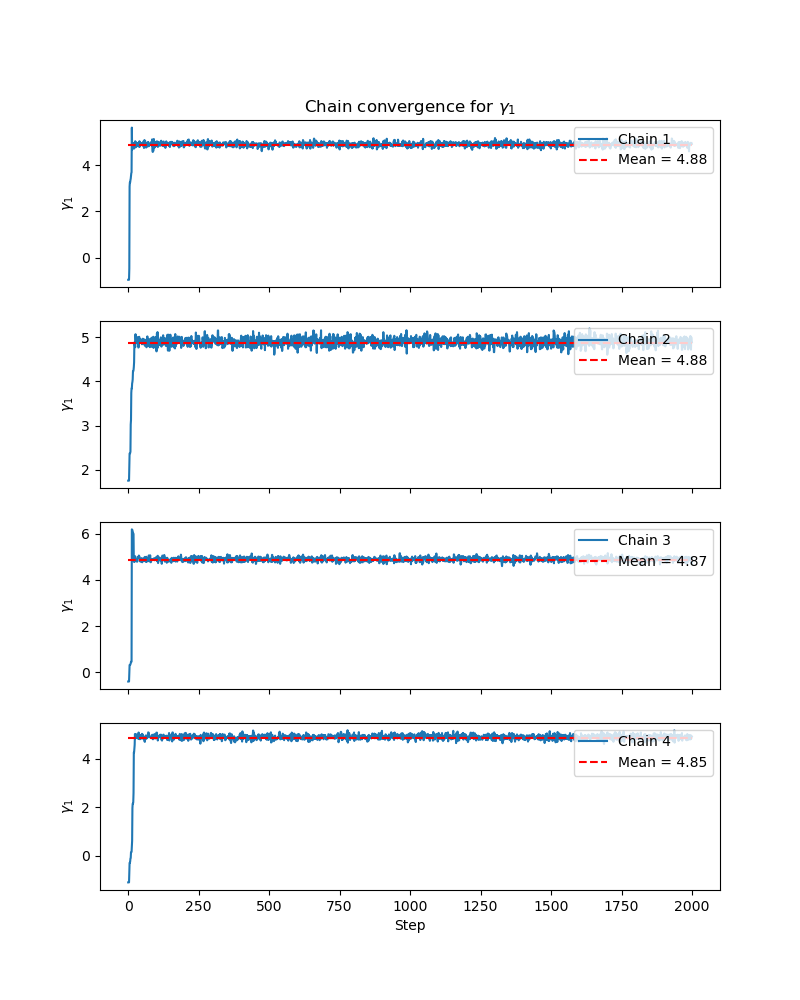 Chain convergence for γ₁
4
2
0
γ₁
Chain 1
Mean = 4.88
5
4
3
2
γ₁
Chain 2
Mean = 4.88
6
4
2
0
γ₁
Chain 3
Mean = 4.87
4
2
0
γ₁
Chain 4
Mean = 4.85
0 250 500 750 1000 1250 1500 1750 2000
Step